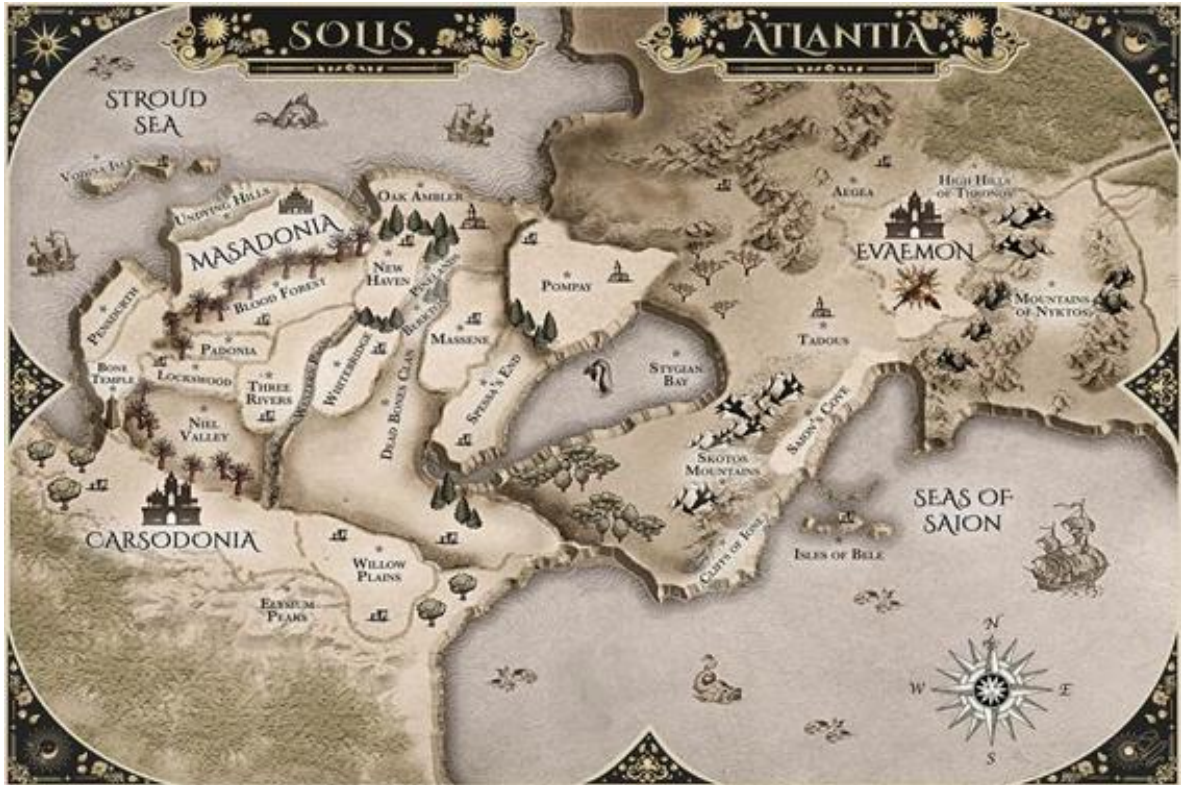 SOLIS
ATLANTIA
STROUD
SEA
VODINA ISLES
UNDYING HILLS
MASADONIA
OAK AMBLER
NEW
HAVEN
PINELANDS
BLOOD FOREST
PENSDURTH
PADONIA
BONE
TEMPLE
LOCKSWOOD
THREE
RIVERS
WHITEBRIDGE
MASSENE
POMPAY
DEAD BONES CLAN
SPESSA'S END
STYGIAN
BAY
NIEL
VALLEY
CARSODONIA
WILLOW
PLAINS
ELYSIUM
PEAKS
AEGEA
HIGH HILLS
OF THRONOS
EVAEMON
MOUNTAINS
OF NYKTOS
TADOUS
SAION'S COVE
SKOTOS
MOUNTAINS
CLIFFS OF IONE
SEAS OF
SAION
ISLES OF BELE
N
W
E
S